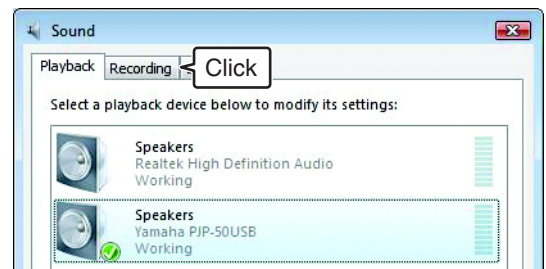 Sound
Playback Recording Click
Select a playback device below to modify its settings:
Speakers
Realtek High Definition Audio
Working
Speakers
Yamaha PJP-50USB
Working